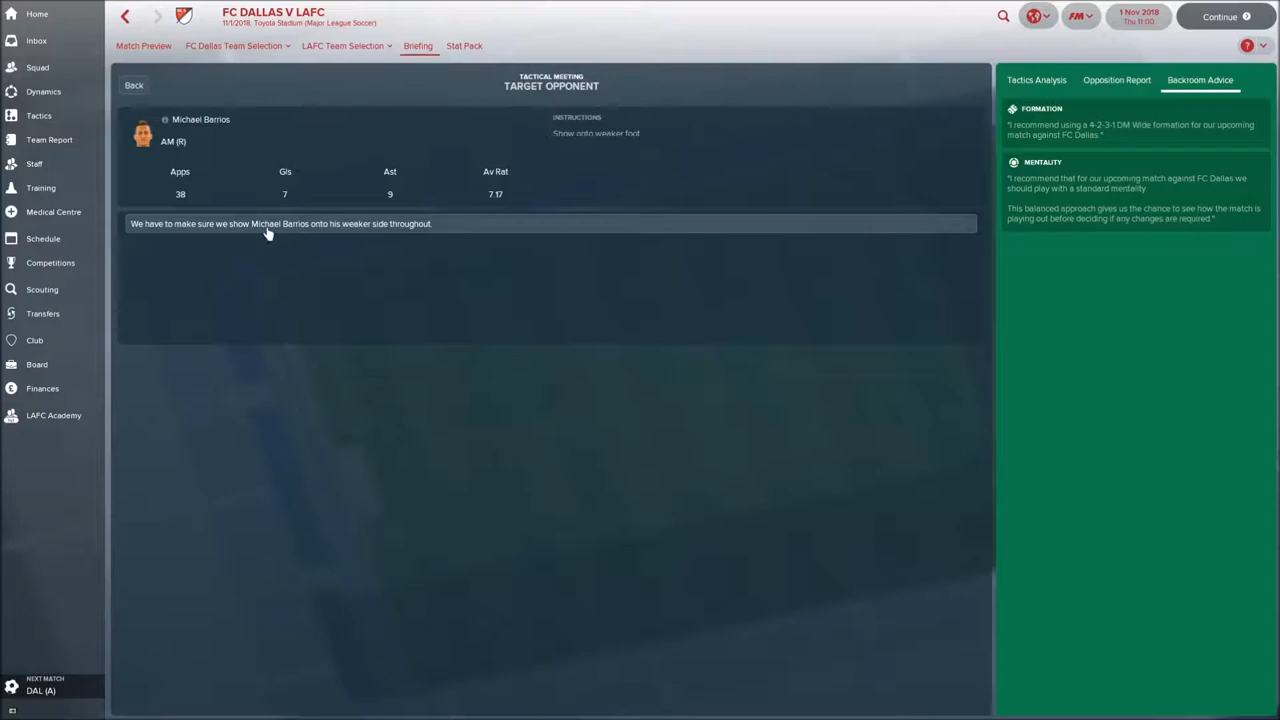 Home
Inbox
Squad
Dynamics
Tactics
Team Report
Staff
Training
Medical Centre
Schedule
Competitions
Scouting
Transfers
Club
Board
Finances
LAFC Academy
NEXT MATCH
DAL (A)
FC DALLAS V LAFC
11/1/2018, Toyota Stadium (Major League Soccer)
FM
1 Nov 2018
Thu 11:00
Continue
Match Preview
FC Dallas Team Selection
LAFC Team Selection
Briefing
Stat Pack
?
Back
TACTICAL MEETING
TARGET OPPONENT
Michael Barrios
AM (R)
INSTRUCTIONS
Show onto weaker foot
Apps Gls Ast Av Rat
38 7 9 7.17
We have to make sure we show Michael Barrios onto his weaker side throughout.
Tactics Analysis
Opposition Report
Backroom Advice
FORMATION
"I recommend using a 4-2-3-1 DM Wide formation for our upcoming
match against FC Dallas."
MENTALITY
"I recommend that for our upcoming match against FC Dallas we
should play with a standard mentality
This balanced approach gives us the chance to see how the match is
playing out before deciding if any changes are required."